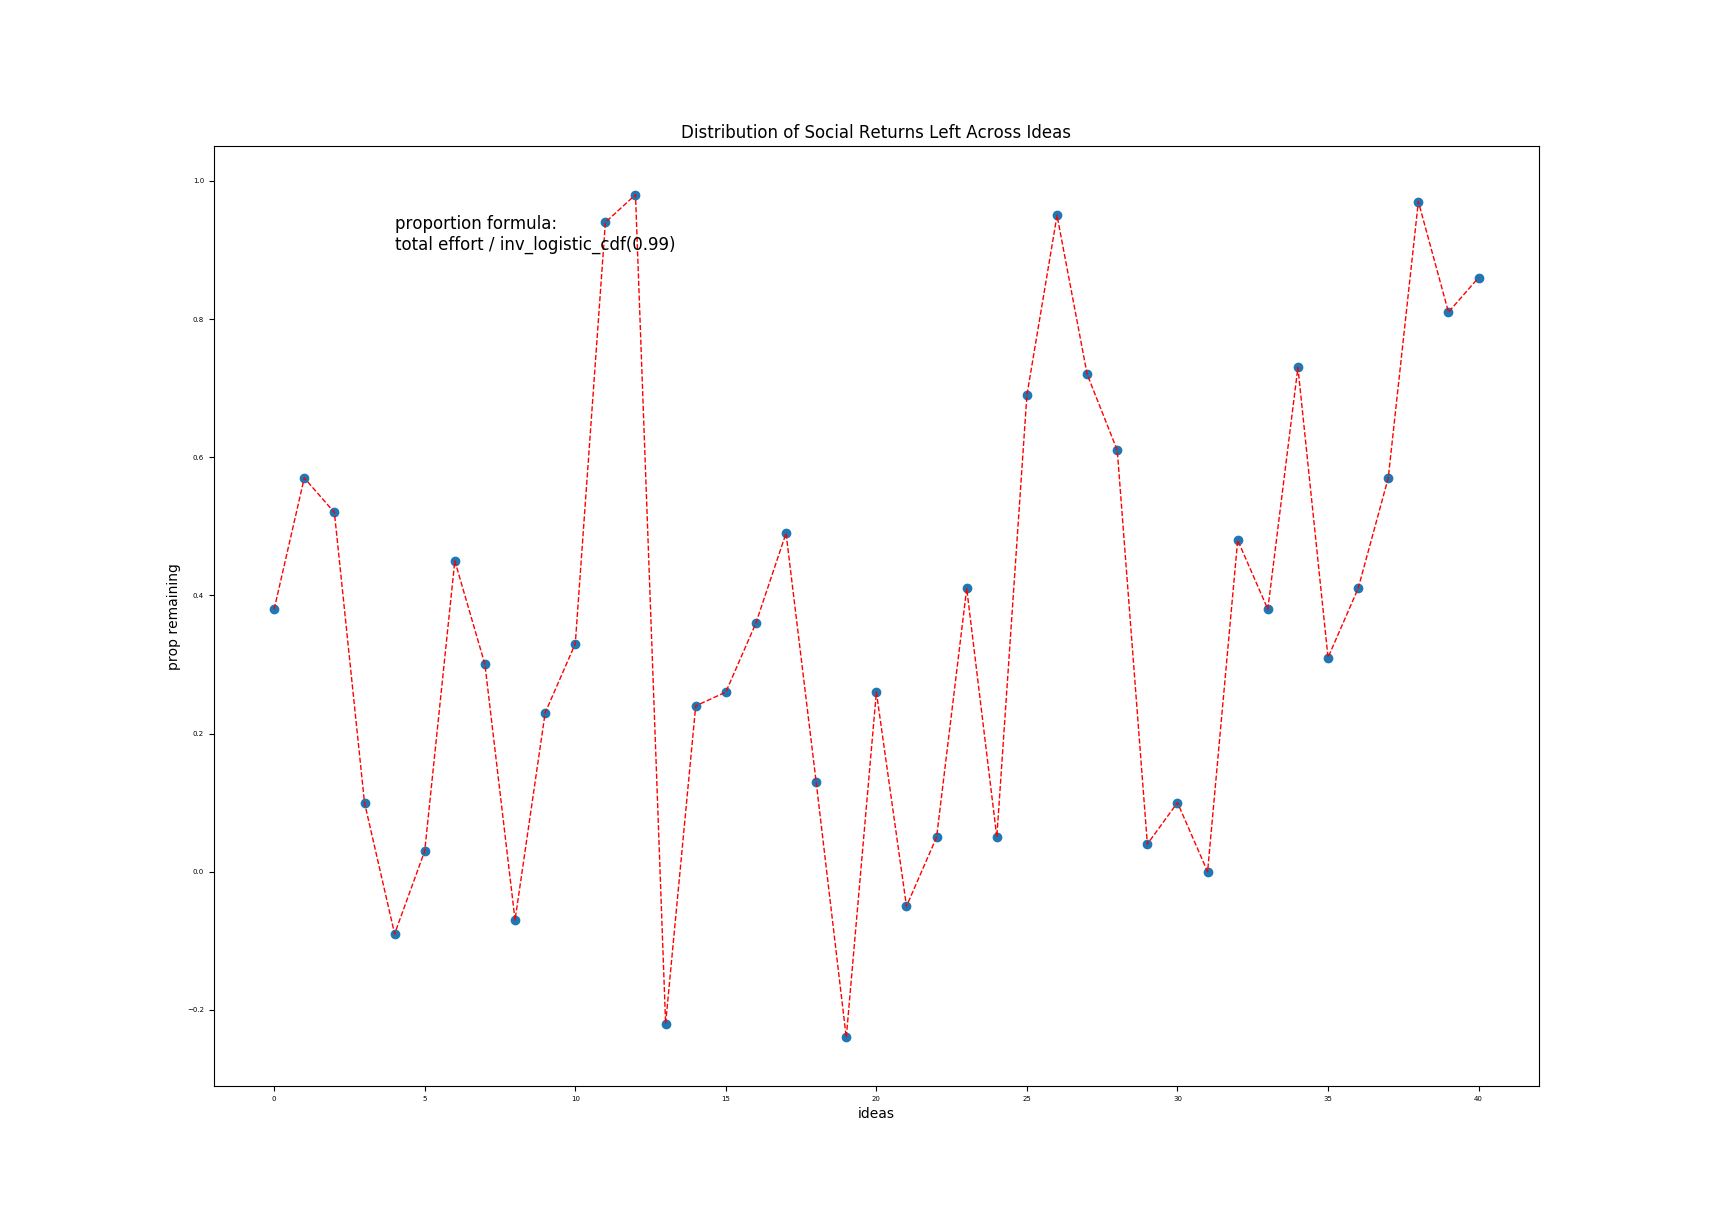 Distribution of Social Returns Left Across Ideas
1.0
proportion formula:
total effort / inv_logistic_cdf(0.99)
0.8
0.6
prop remaining
0.4
0.2
0.0
−0.2
0 5 10 15 20 25 30 35 40
ideas